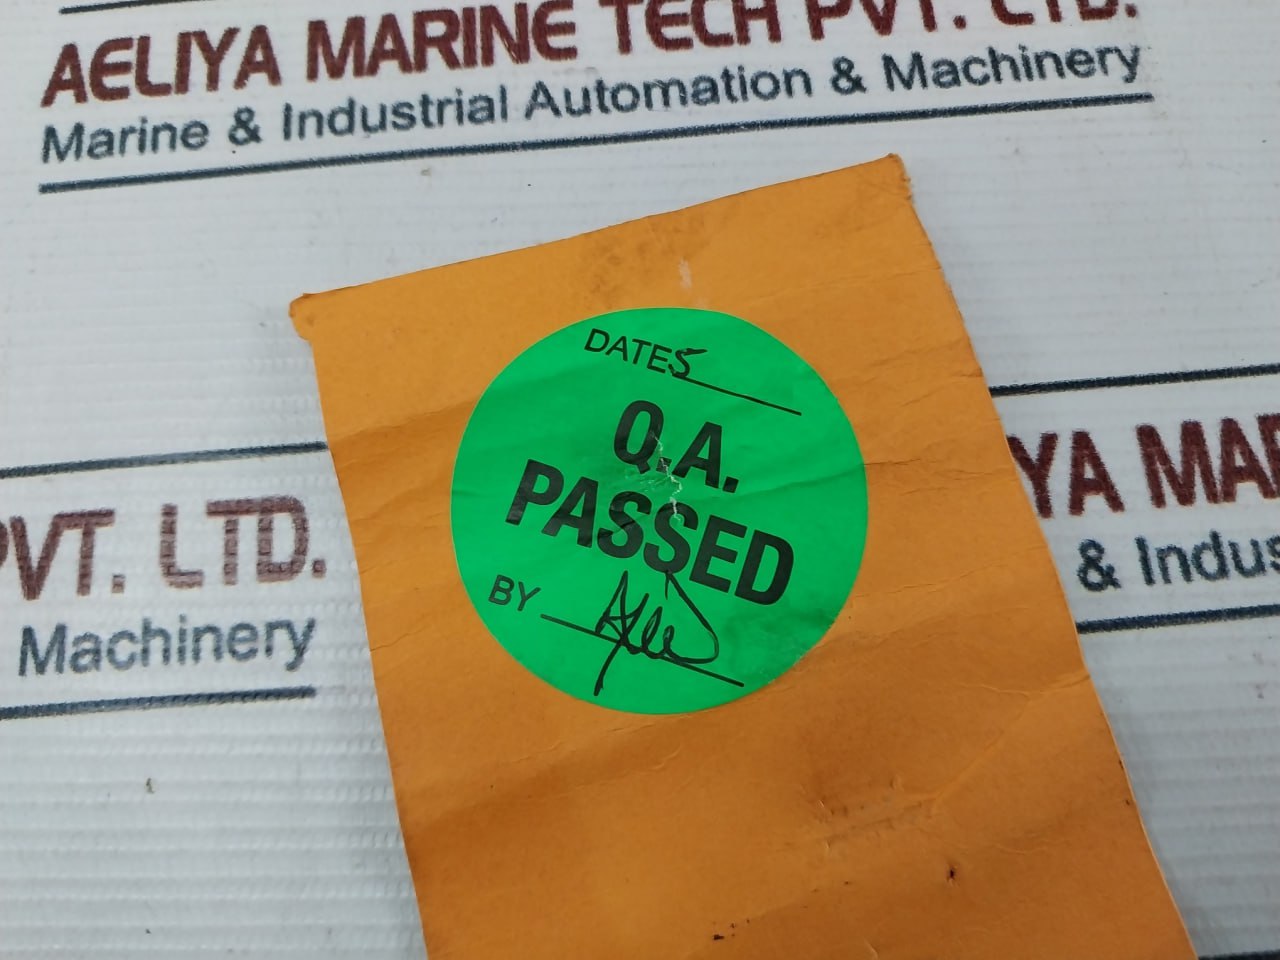 AELIYA MARINE TECH PVT. LTD.
Marine & Industrial Automation & Machinery
DATE 5
Q.A.
PASSED
BY
PVT. LTD.
Machinery
YA MAR
& Indus